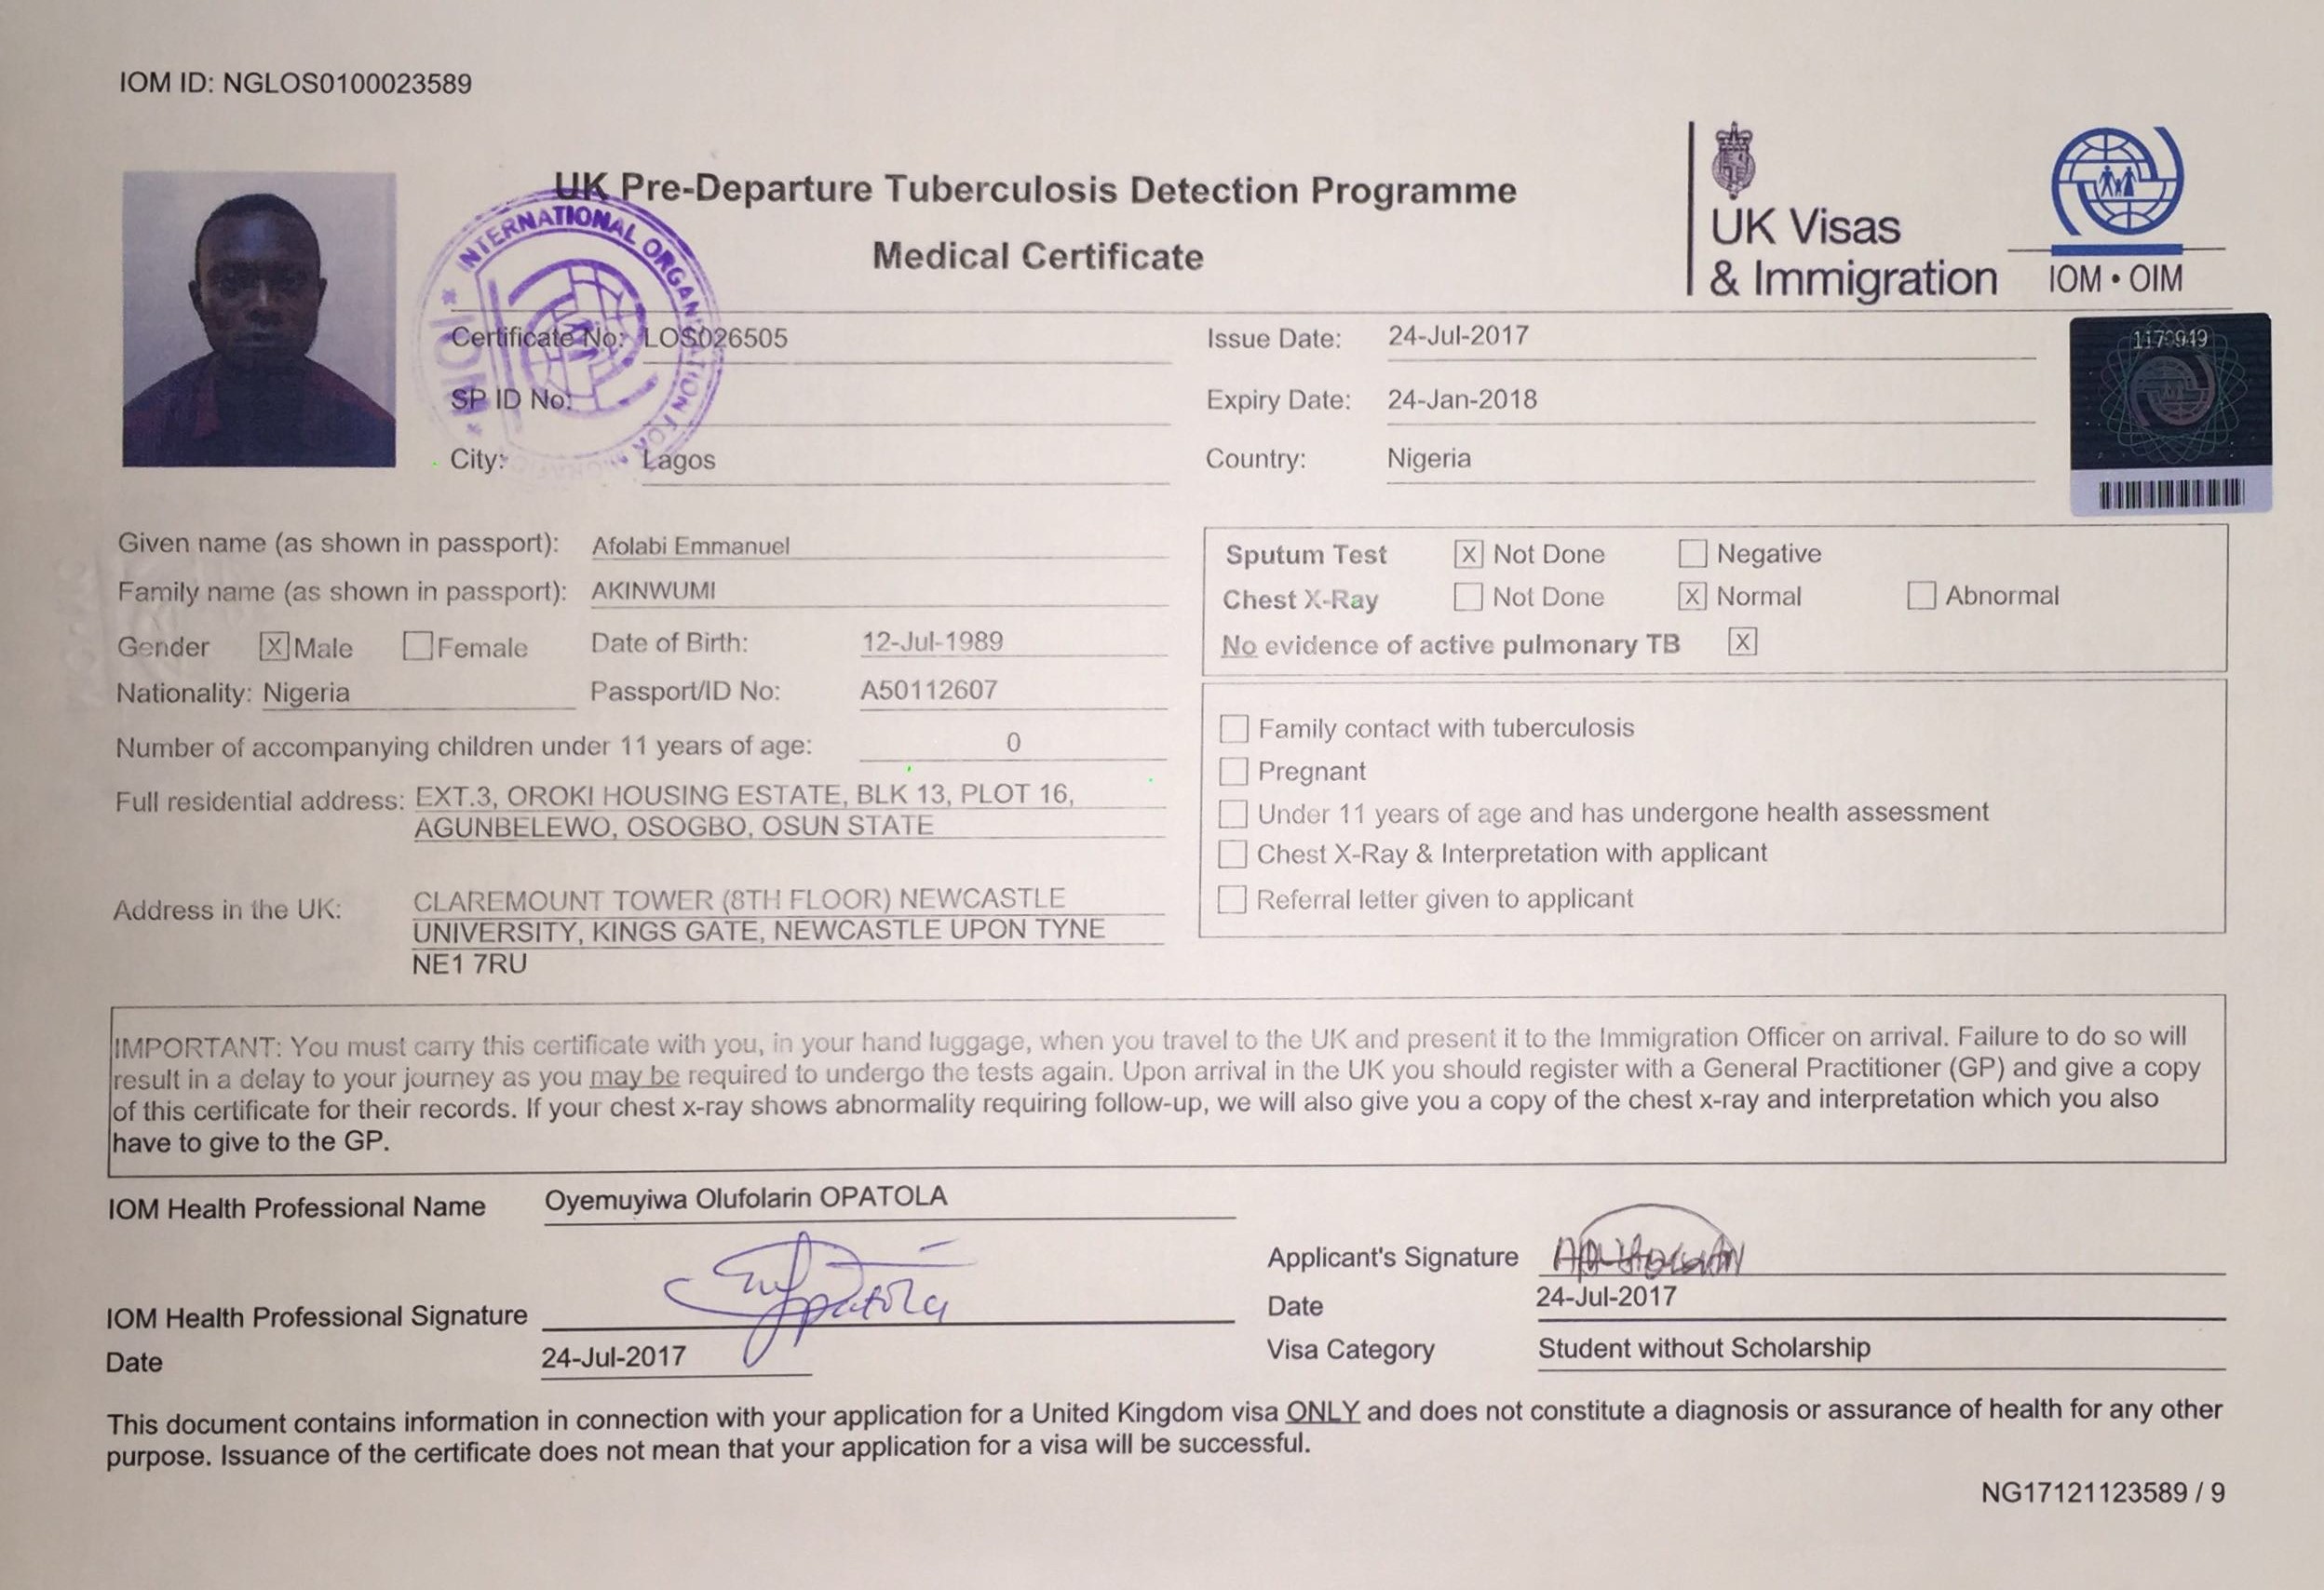 IOM ID: NGLOS0100023589
UK Pre-Departure Tuberculosis Detection Programme
Medical Certificate
UK Visas
& Immigration
IOM • OIM
INTERNATIONAL ORGANIZATION FOR
IOM
Certificate No: LOS026505
Issue Date: 24-Jul-2017
1170949
SP ID No:
Expiry Date: 24-Jan-2018
City: Lagos
Country: Nigeria
Given name (as shown in passport): Afolabi Emmanuel
Family name (as shown in passport): AKINWUMI
Gender X Male Female Date of Birth: 12-Jul-1989
Nationality: Nigeria Passport/ID No: A50112607
Number of accompanying children under 11 years of age: 0
Full residential address: EXT.3, OROKI HOUSING ESTATE, BLK 13, PLOT 16,
AGUNBELEWO, OSOGBO, OSUN STATE
Address in the UK: CLAREMOUNT TOWER (8TH FLOOR) NEWCASTLE
UNIVERSITY, KINGS GATE, NEWCASTLE UPON TYNE
NE1 7RU
Sputum Test X Not Done Negative
Chest X-Ray Not Done X Normal Abnormal
No evidence of active pulmonary TB X
Family contact with tuberculosis
Pregnant
Under 11 years of age and has undergone health assessment
Chest X-Ray & Interpretation with applicant
Referral letter given to applicant
IMPORTANT: You must carry this certificate with you, in your hand luggage, when you travel to the UK and present it to the Immigration Officer on arrival. Failure to do so will
result in a delay to your journey as you may be required to undergo the tests again. Upon arrival in the UK you should register with a General Practitioner (GP) and give a copy
of this certificate for their records. If your chest x-ray shows abnormality requiring follow-up, we will also give you a copy of the chest x-ray and interpretation which you also
have to give to the GP.
IOM Health Professional Name Oyemuyiwa Olufolarin OPATOLA
IOM Health Professional Signature
Date 24-Jul-2017
Applicant's Signature
Date 24-Jul-2017
Visa Category Student without Scholarship
This document contains information in connection with your application for a United Kingdom visa ONLY and does not constitute a diagnosis or assurance of health for any other
purpose. Issuance of the certificate does not mean that your application for a visa will be successful.
NG17121123589 / 9